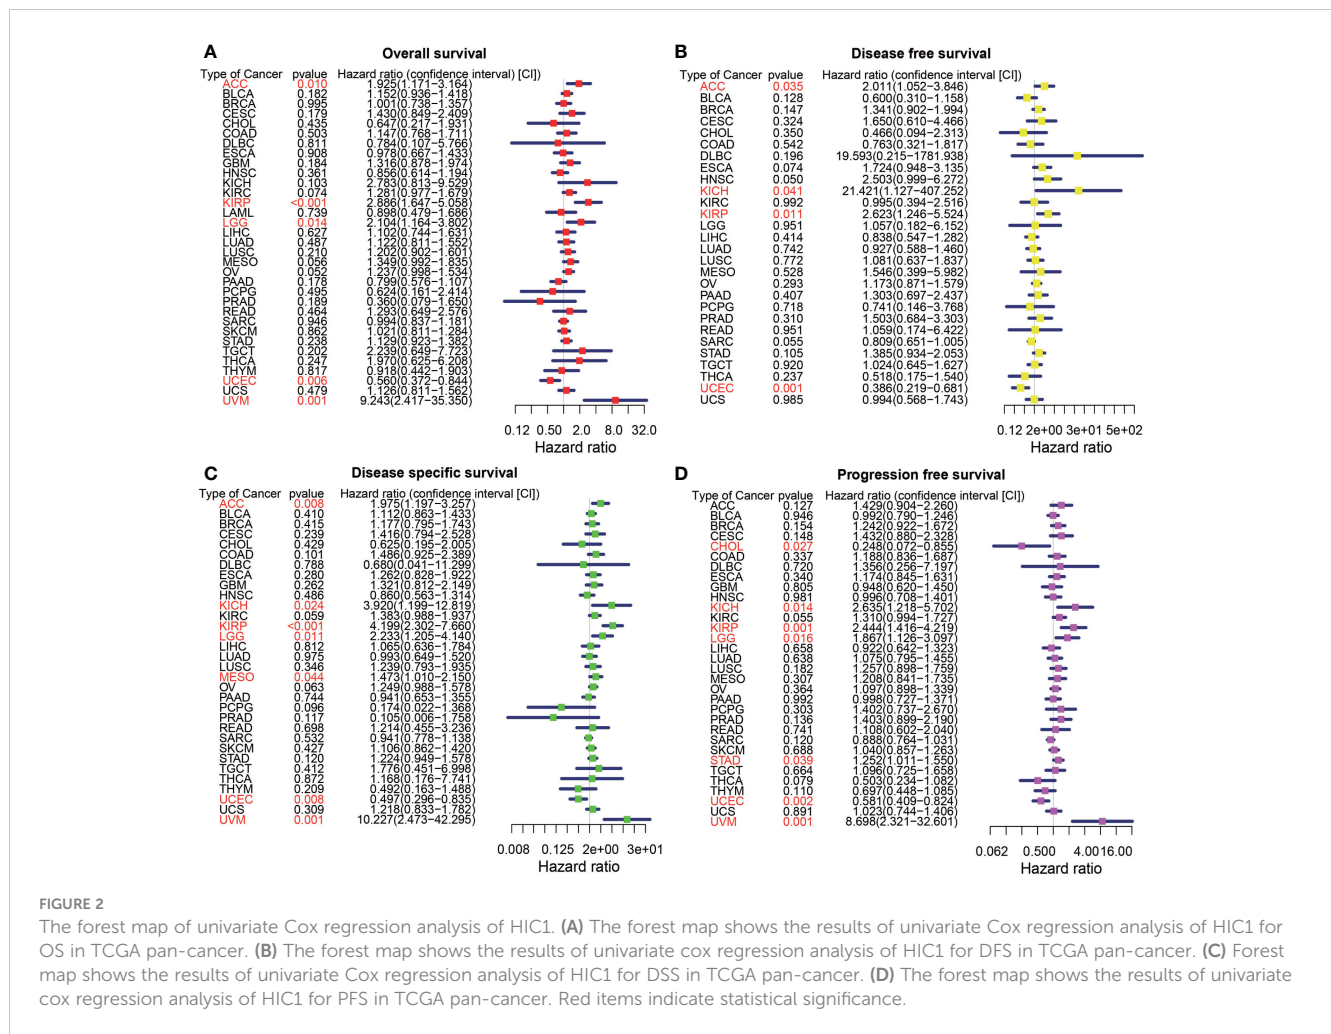 A
Overall survival
Type of Cancer pvalue Hazard ratio (confidence interval) [CI])
ACC 0.010 1.925(1.171−3.164)
BLCA 0.182 1.152(0.936−1.418)
BRCA 0.995 1.001(0.738−1.357)
CESC 0.179 1.430(0.849−2.409)
CHOL 0.435 0.647(0.217−1.931)
COAD 0.503 1.147(0.768−1.711)
DLBC 0.811 0.784(0.107−5.766)
ESCA 0.908 0.978(0.667−1.433)
GBM 0.184 1.316(0.878−1.974)
HNSC 0.361 0.856(0.614−1.194)
KICH 0.103 2.783(0.813−9.529)
KIRC 0.074 1.281(0.977−1.679)
KIRP <0.001 2.886(1.647−5.058)
LAML 0.739 0.898(0.479−1.686)
LGG 0.014 2.104(1.164−3.802)
LIHC 0.627 1.102(0.744−1.631)
LUAD 0.487 1.122(0.811−1.552)
LUSC 0.210 1.202(0.902−1.601)
MESO 0.056 1.349(0.992−1.835)
OV 0.052 1.237(0.998−1.534)
PAAD 0.178 0.799(0.576−1.107)
PCPG 0.495 0.624(0.161−2.414)
PRAD 0.189 0.360(0.079−1.650)
READ 0.464 1.293(0.649−2.576)
SARC 0.946 0.994(0.837−1.181)
SKCM 0.862 1.021(0.811−1.284)
STAD 0.238 1.129(0.923−1.382)
TGCT 0.202 2.239(0.649−7.723)
THCA 0.247 1.970(0.625−6.208)
THYM 0.817 0.918(0.442−1.903)
UCEC 0.006 0.560(0.372−0.844)
UCS 0.479 1.126(0.811−1.562)
UVM 0.001 9.243(2.417−35.350)
0.12 0.50 2.0 8.0 32.0
Hazard ratio
B
Disease free survival
Type of Cancer pvalue Hazard ratio (confidence interval [CI])
ACC 0.035 2.011(1.052−3.846)
BLCA 0.128 0.600(0.310−1.158)
BRCA 0.147 1.341(0.902−1.994)
CESC 0.324 1.650(0.610−4.466)
CHOL 0.350 0.466(0.094−2.313)
COAD 0.542 0.763(0.321−1.817)
DLBC 0.196 19.593(0.215−1781.938)
ESCA 0.074 1.724(0.948−3.135)
HNSC 0.050 2.503(0.999−6.272)
KICH 0.041 21.421(1.127−407.252)
KIRC 0.992 0.995(0.394−2.516)
KIRP 0.011 2.623(1.246−5.524)
LGG 0.951 1.057(0.182−6.152)
LIHC 0.414 0.838(0.547−1.282)
LUAD 0.742 0.927(0.588−1.460)
LUSC 0.772 1.081(0.637−1.837)
MESO 0.528 1.546(0.399−5.982)
OV 0.293 1.173(0.871−1.579)
PAAD 0.407 1.303(0.697−2.437)
PCPG 0.718 0.741(0.146−3.768)
PRAD 0.310 1.503(0.684−3.303)
READ 0.951 1.059(0.174−6.422)
SARC 0.055 0.809(0.651−1.005)
STAD 0.105 1.385(0.934−2.053)
TGCT 0.920 1.024(0.645−1.627)
THCA 0.237 0.518(0.175−1.540)
UCEC 0.001 0.386(0.219−0.681)
UCS 0.985 0.994(0.568−1.743)
0.12 2e+00 3e+01 5e+02
Hazard ratio
C
Disease specific survival
Type of Cancer pvalue Hazard ratio (confidence interval [CI])
ACC 0.008 1.975(1.197−3.257)
BLCA 0.410 1.112(0.863−1.433)
BRCA 0.415 1.177(0.795−1.743)
CESC 0.239 1.416(0.794−2.528)
CHOL 0.429 0.625(0.195−2.005)
COAD 0.101 1.486(0.925−2.389)
DLBC 0.788 0.680(0.041−11.299)
ESCA 0.280 1.262(0.828−1.922)
GBM 0.262 1.321(0.812−2.149)
HNSC 0.486 0.860(0.563−1.314)
KICH 0.024 3.920(1.199−12.819)
KIRC 0.059 1.383(0.988−1.937)
KIRP <0.001 4.199(2.302−7.660)
LGG 0.011 2.233(1.205−4.140)
LIHC 0.812 1.065(0.636−1.784)
LUAD 0.975 0.993(0.649−1.520)
LUSC 0.346 1.239(0.793−1.935)
MESO 0.044 1.473(1.010−2.150)
OV 0.063 1.249(0.988−1.578)
PAAD 0.744 0.941(0.653−1.355)
PCPG 0.096 0.174(0.022−1.368)
PRAD 0.117 0.105(0.006−1.758)
READ 0.698 1.214(0.455−3.236)
SARC 0.532 0.941(0.778−1.138)
SKCM 0.427 1.106(0.862−1.420)
STAD 0.120 1.224(0.949−1.578)
TGCT 0.412 1.776(0.451−6.998)
THCA 0.872 1.168(0.176−7.741)
THYM 0.209 0.492(0.163−1.488)
UCEC 0.008 0.497(0.296−0.835)
UCS 0.309 1.218(0.833−1.782)
UVM 0.001 10.227(2.473−42.295)
0.008 0.125 2e+00 3e+01
Hazard ratio
D
Progression free survival
Type of Cancer pvalue Hazard ratio (confidence interval [CI])
ACC 0.127 1.429(0.904−2.260)
BLCA 0.946 0.992(0.790−1.246)
BRCA 0.154 1.242(0.922−1.672)
CESC 0.148 1.432(0.880−2.328)
CHOL 0.027 0.248(0.072−0.855)
COAD 0.337 1.188(0.836−1.687)
DLBC 0.720 1.356(0.256−7.197)
ESCA 0.340 1.174(0.845−1.631)
GBM 0.805 0.948(0.620−1.450)
HNSC 0.981 0.996(0.708−1.401)
KICH 0.014 2.635(1.218−5.702)
KIRC 0.055 1.310(0.994−1.727)
KIRP 0.001 2.444(1.416−4.219)
LGG 0.016 1.867(1.126−3.097)
LIHC 0.658 0.922(0.642−1.323)
LUAD 0.638 1.075(0.795−1.455)
LUSC 0.182 1.257(0.898−1.759)
MESO 0.307 1.208(0.841−1.735)
OV 0.364 1.097(0.898−1.339)
PAAD 0.992 0.998(0.727−1.371)
PCPG 0.303 1.402(0.737−2.670)
PRAD 0.136 1.403(0.899−2.190)
READ 0.741 1.108(0.602−2.040)
SARC 0.120 0.888(0.764−1.031)
SKCM 0.688 1.040(0.857−1.263)
STAD 0.039 1.252(1.011−1.550)
TGCT 0.664 1.096(0.725−1.658)
THCA 0.079 0.503(0.234−1.082)
THYM 0.110 0.697(0.448−1.085)
UCEC 0.002 0.581(0.409−0.824)
UCS 0.891 1.023(0.744−1.406)
UVM 0.001 8.698(2.321−32.601)
0.062 0.500 4.00 16.00
Hazard ratio
FIGURE 2
The forest map of univariate Cox regression analysis of HIC1. (A) The forest map shows the results of univariate Cox regression analysis of HIC1 for
OS in TCGA pan-cancer. (B) The forest map shows the results of univariate cox regression analysis of HIC1 for DFS in TCGA pan-cancer. (C) Forest
map shows the results of univariate Cox regression analysis of HIC1 for DSS in TCGA pan-cancer. (D) The forest map shows the results of univariate
cox regression analysis of HIC1 for PFS in TCGA pan-cancer. Red items indicate statistical significance.